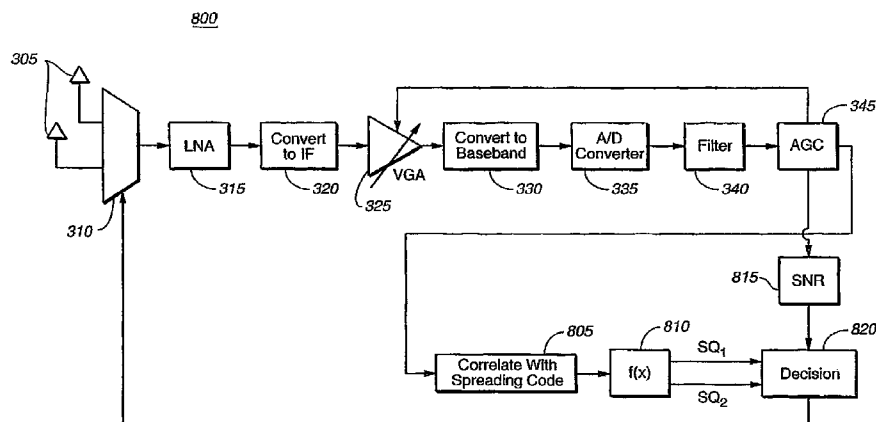 800
305
345
LNA
Convert
to IF
Convert to
Baseband
A/D
Converter
Filter
AGC
315
320
325
VGA
330
335
340
310
815
SNR
805
810
820
Correlate With
Spreading Code
f(x)
SQ1
SQ2
Decision